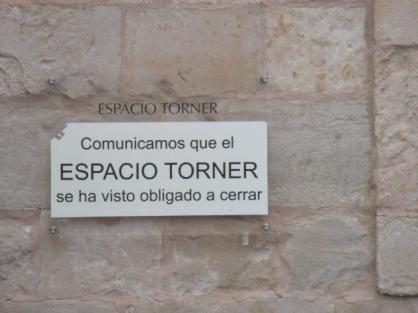 ESPACIO TORNER
Comunicamos que el
ESPACIO TORNER
se ha visto obligado a cerrar